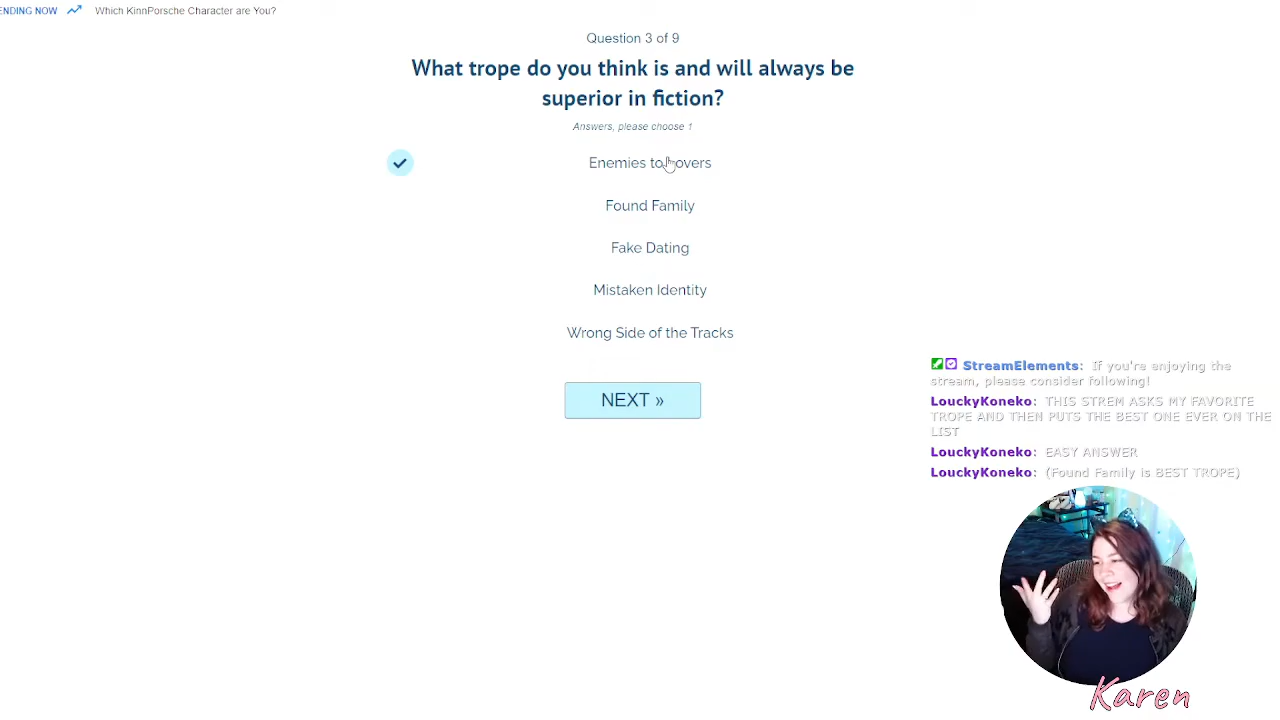 ENDING NOW Which KinnPorsche Character are You?
Question 3 of 9
What trope do you think is and will always be
superior in fiction?
Answers, please choose 1
Enemies to overs
Found Family
Fake Dating
Mistaken Identity
Wrong Side of the Tracks
NEXT »
StreamElements: If you're enjoying the
stream, please consider following!
LouckyKoneko: THIS STREM ASKS MY FAVORITE
TROPE AND THEN PUTS THE BEST ONE EVER ON THE
LIST
LouckyKoneko: EASY ANSWER
LouckyKoneko: (Found Family is BEST TROPE)
Karen